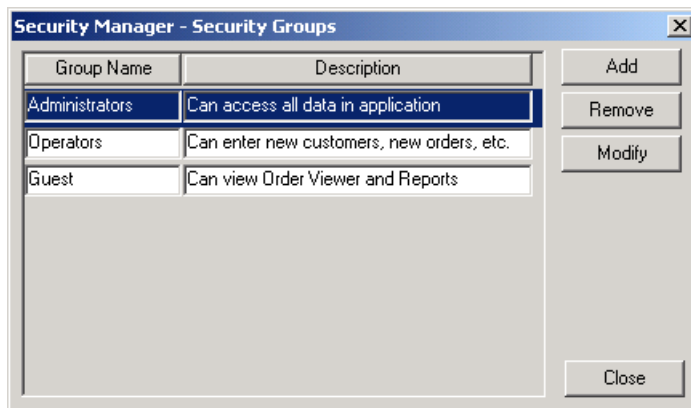 Security Manager - Security Groups
Group Name Description
Administrators Can access all data in application
Operators Can enter new customers, new orders, etc.
Guest Can view Order Viewer and Reports
Add
Remove
Modify
Close